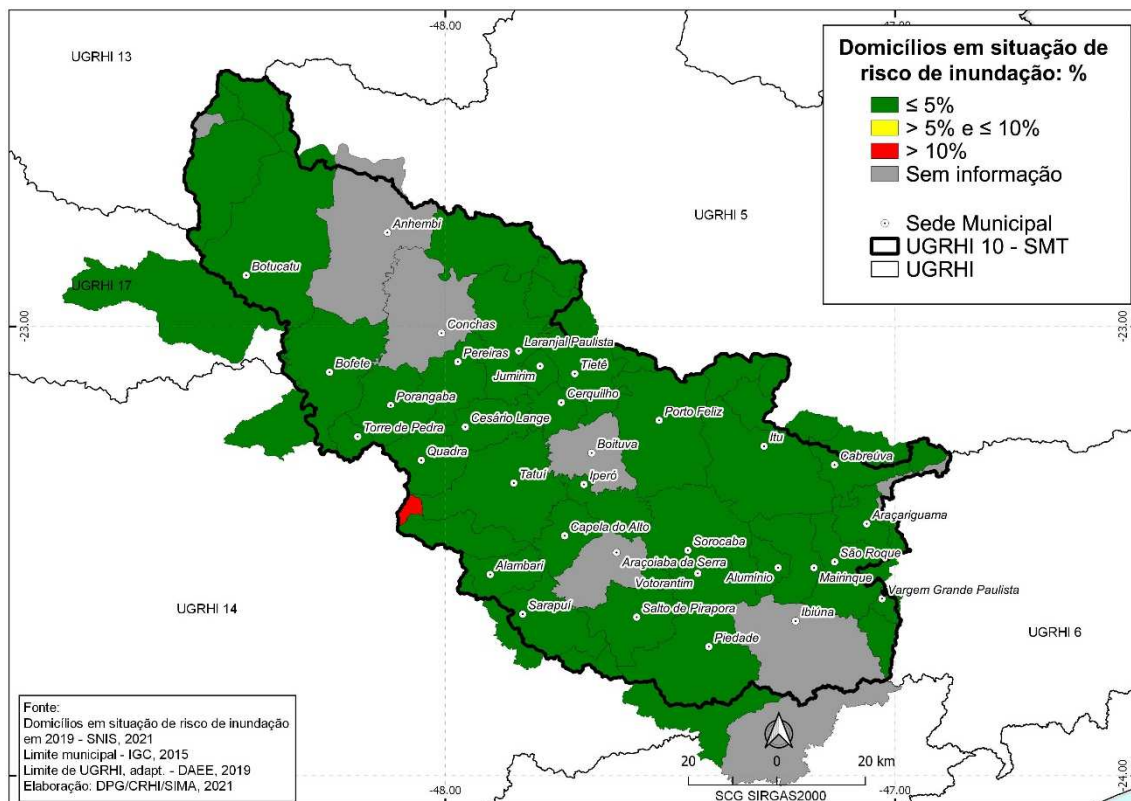 -48.00
-47.00
UGRHI 13
Domicílios em situação de
risco de inundação: %
≤ 5%
> 5% e ≤ 10%
> 10%
Sem informação
Sede Municipal
UGRHI 10 - SMT
UGRHI
UGRHI 5
Anhembi
Botucatu
UGRHI 17
-23.00
-23.00
Conchas
Laranjal Paulista
Pereiras
Jumirim
Tietê
Bofete
Cerquilho
Porangaba
Porto Feliz
Cesário Lange
Torre de Pedra
Itu
Boituva
Quadra
Cabreúva
Tatuí
Iperó
Araçariguama
Capela do Alto
Sorocaba
Araçoiaba da Serra
São Roque
Alambari
Votorantim
Alumínio
Mairinque
Vargem Grande Paulista
UGRHI 14
Sarapuí
Salto de Pirapora
Ibiúna
UGRHI 6
Piedade
Fonte:
Domicílios em situação de risco de inundação
em 2019 - SNIS, 2021
Limite municipal - IGC, 2015
Limite de UGRHI, adapt. - DAEE, 2019
Elaboração: DPG/CRHI/SIMA, 2021
20 0 20 km
SCG SIRGAS2000
-48.00
-47.00
-24.00